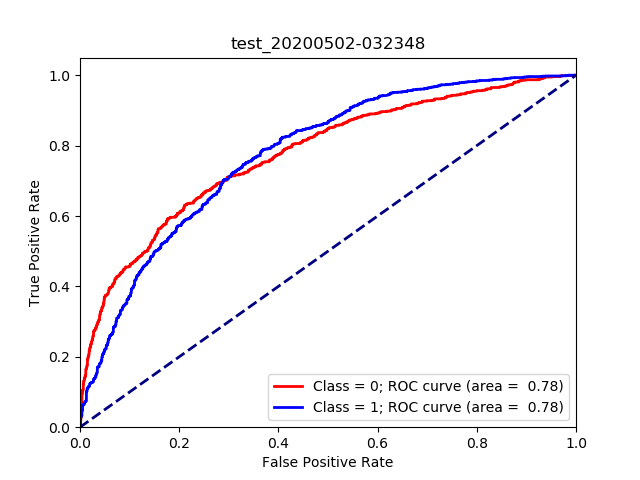 test_20200502-032348
1.0
0.8
0.6
0.4
0.2
0.0
True Positive Rate
0.0 0.2 0.4 0.6 0.8 1.0
False Positive Rate
Class = 0; ROC curve (area =  0.78)
Class = 1; ROC curve (area =  0.78)